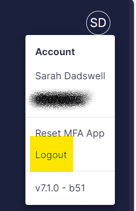 SD
Account
Sarah Dadswell
Reset MFA App
Logout
v7.1.0 - b51